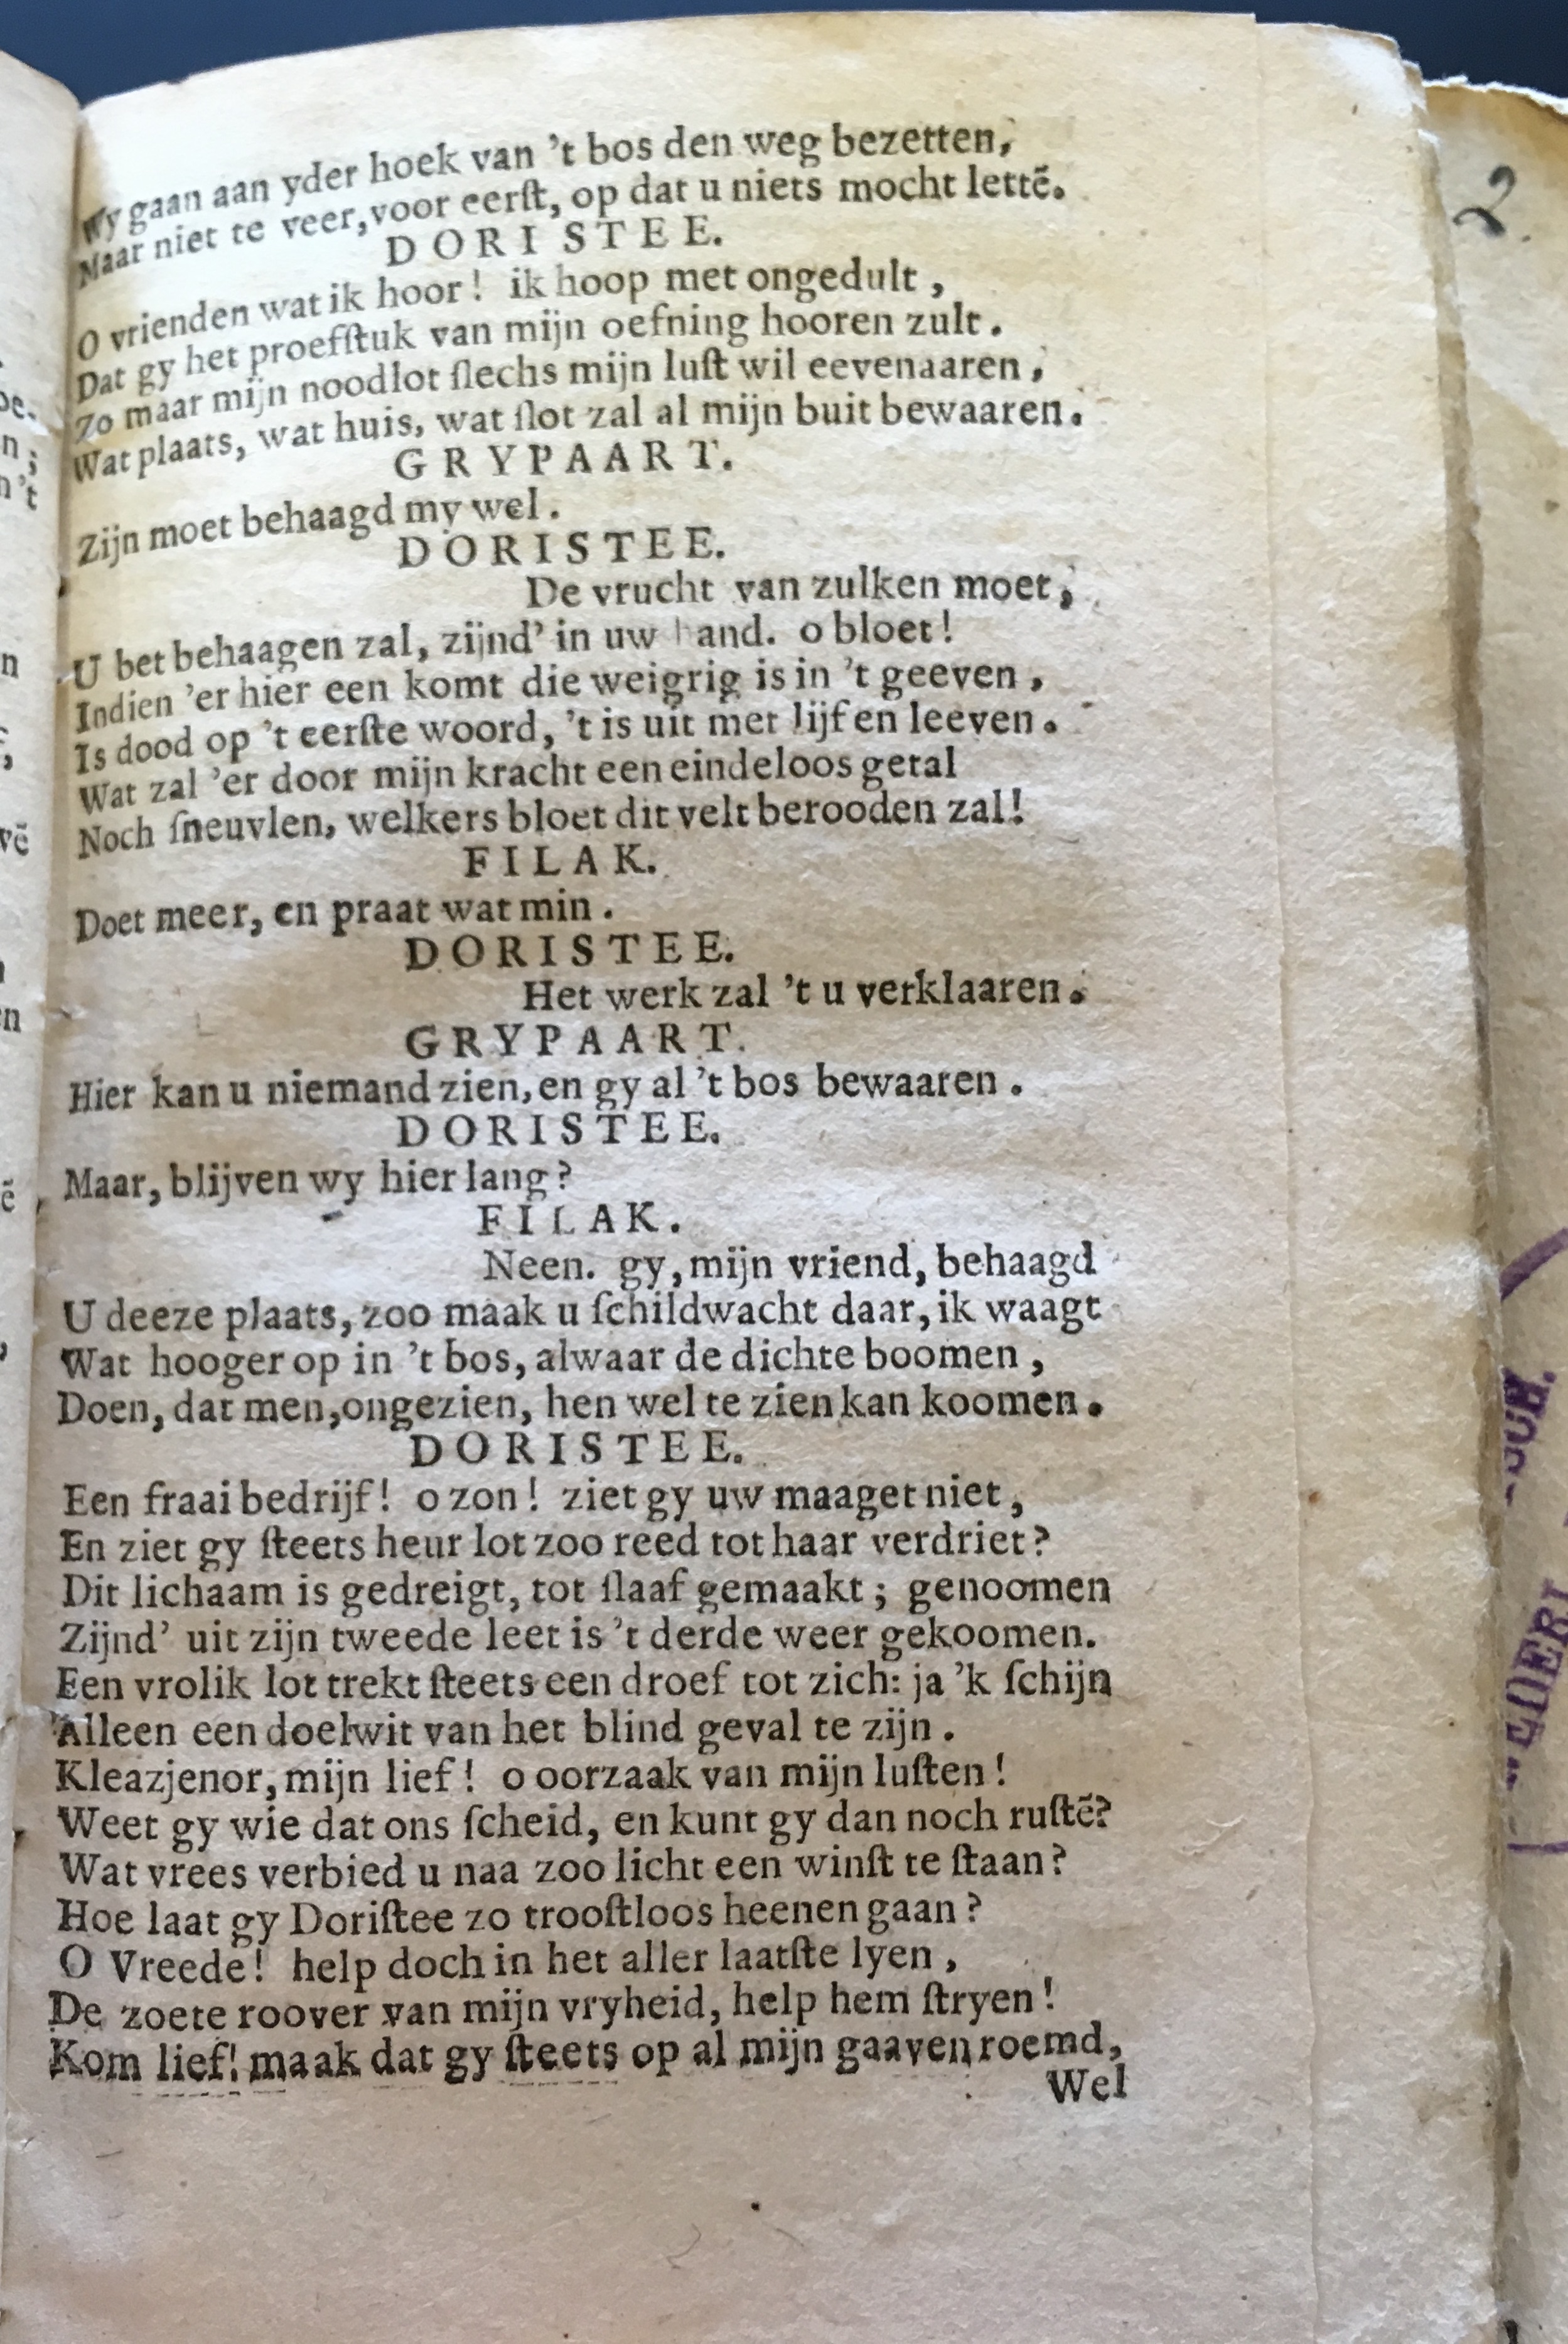 Wy gaan aan yder hoek van 't bos den weg bezetten,
Maar niet te veer, voor eerſt, op dat u niets mocht lettē.
DORISTEE.
O vrienden wat ik hoor! ik hoop met ongedult,
Dat gy het proefſtuk van mijn oefning hooren zult.
Zo maar mijn noodlot ſlechs mijn luſt wil eevenaaren,
Wat plaats, wat huis, wat ſlot zal al mijn buit bewaaren.
GRYPAART.
Zijn moet behaagd my wel.
DORISTEE.
De vrucht van zulken moet,
U bet behaagen zal, zijnd' in uw hand. o bloet!
Indien 'er hier een komt die weigrig is in 't geeven,
Is dood op 't eerſte woord, 't is uit met lijf en leeven.
Wat zal 'er door mijn kracht een eindeloos getal
Noch ſneuvlen, welkers bloet dit velt berooden zal!
FILAK.
Doet meer, en praat wat min.
DORISTEE.
Het werk zal 't u verklaaren.
GRYPAART.
Hier kan u niemand zien, en gy al 't bos bewaaren.
DORISTEE.
Maar, blijven wy hier lang?
FILAK.
Neen. gy, mijn vriend, behaagd
U deeze plaats, zoo maak u ſchildwacht daar, ik waagt
Wat hooger op in 't bos, alwaar de dichte boomen,
Doen, dat men, ongezien, hen wel te zien kan koomen.
DORISTEE.
Een fraai bedrijf! o zon! ziet gy uw maaget niet,
En ziet gy ſteets heur lot zoo reed tot haar verdriet?
Dit lichaam is gedreigt, tot ſlaaf gemaakt; genoomen
Zijnd' uit zijn tweede leet is 't derde weer gekoomen.
Een vrolik lot trekt ſteets een droef tot zich: ja 'k ſchijn
Alleen een doelwit van het blind geval te zijn.
Kleazjenor, mijn lief! o oorzaak van mijn luſten!
Weet gy wie dat ons ſcheid, en kunt gy dan noch ruſtē?
Wat vrees verbied u naa zoo licht een winſt te ſtaan?
Hoe laat gy Doriſtee zo trooſtloos heenen gaan?
O Vreede! help doch in het aller laatſte lyen,
De zoete roover van mijn vryheid, help hem ſtryen!
Kom lief! maak dat gy ſteets op al mijn gaaven roemd,
Wel
2